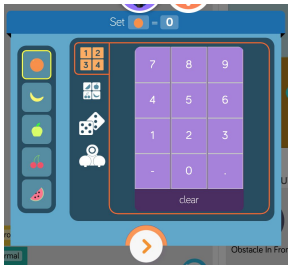 Set = 0
1 2
3 4
7 8 9
4 5 6
1 2 3
- 0 .
clear
U
ro
rmal
Obstacle In Fron